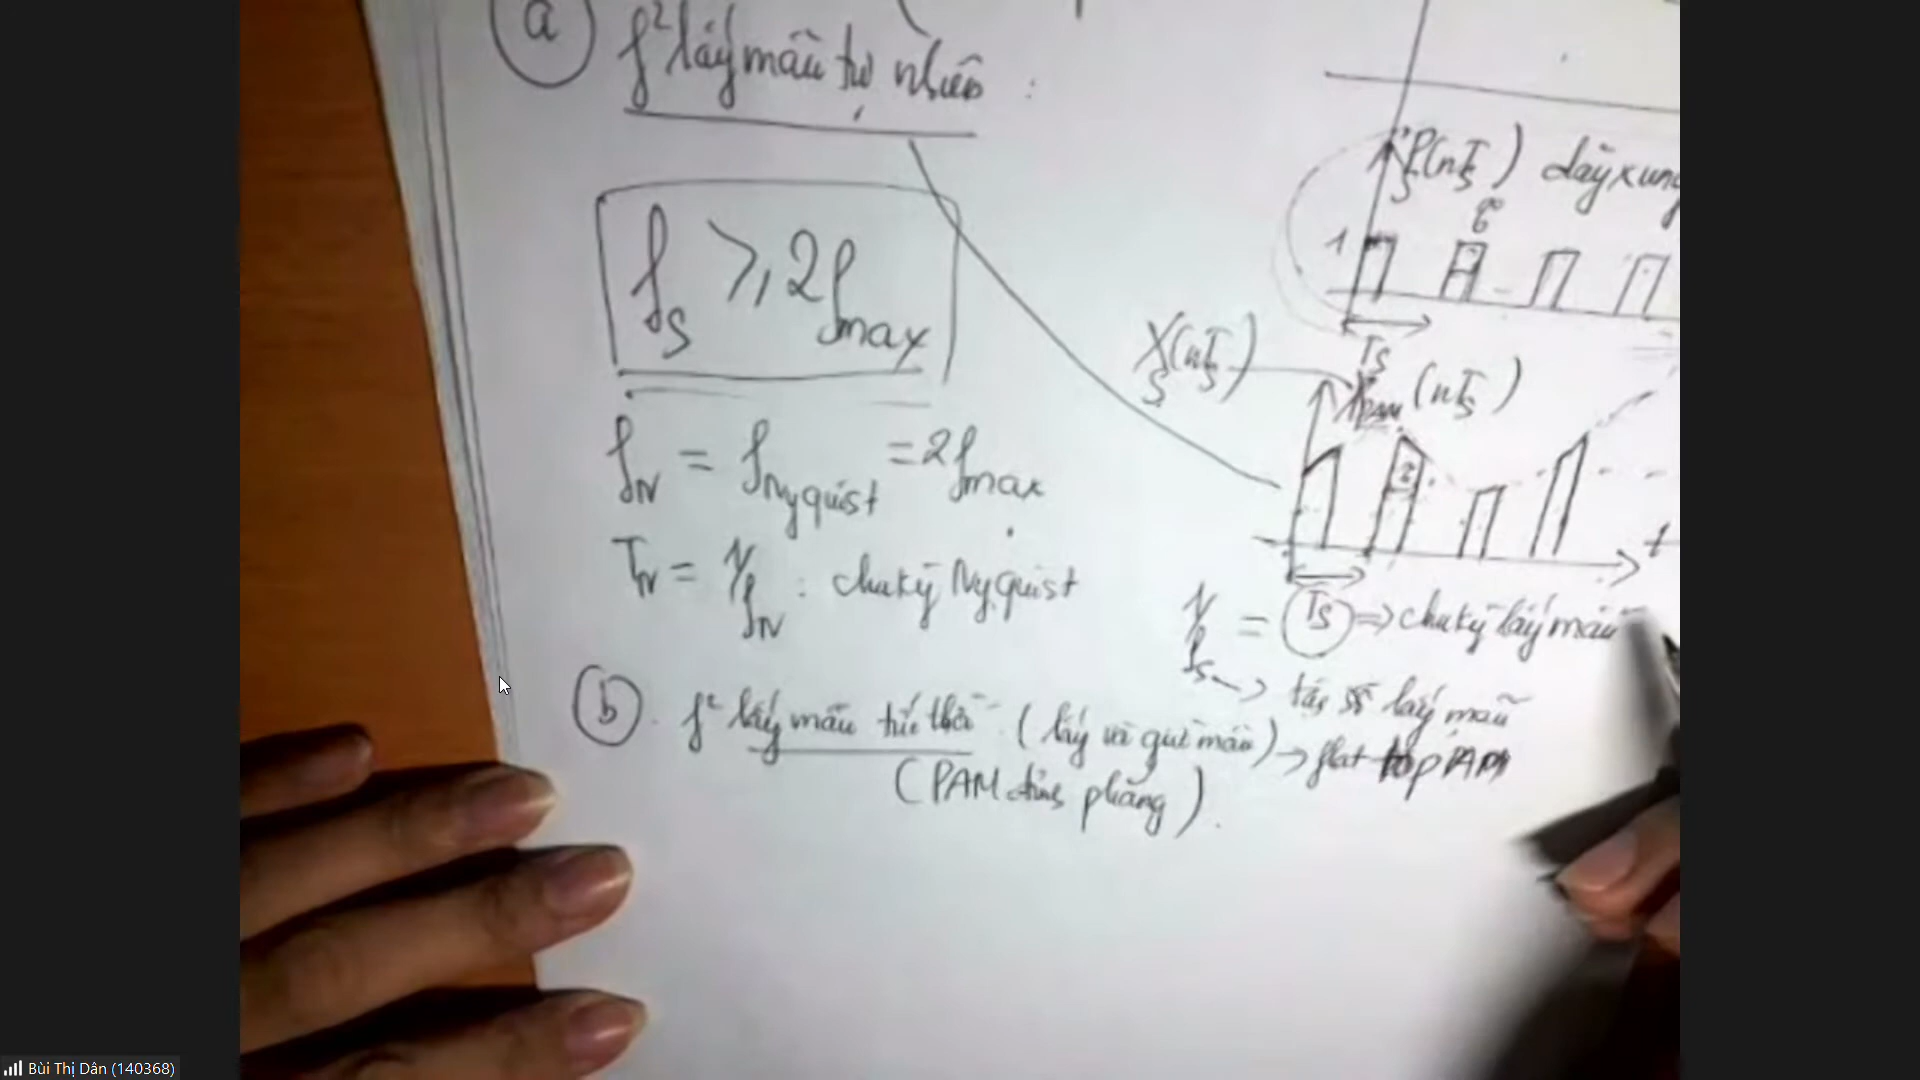 a
f² lấy mẫu tự nhiên :
fs ⩾ 2fmax
fN = fNyquist = 2fmax
TN = 1/fN : chu kỳ Nyquist
Ps(nTs) dãy xung
1
Ts
Xs(nTs)
XPAM(nTs)
2
t
1/fs = Ts => chu kỳ lấy mẫu
-> tần số lấy mẫu
b. f² lấy mẫu tức thời (lấy và giữ mẫu) -> flat top PAM
(PAM đỉnh phẳng).
Bùi Thị Dân (140368)